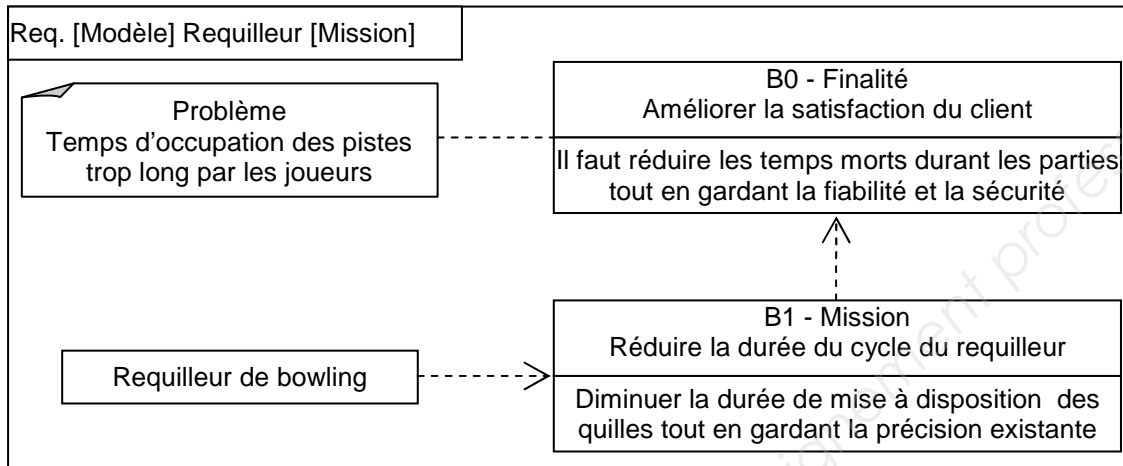 Req. [Modèle] Requilleur [Mission]
Problème
Temps d'occupation des pistes
trop long par les joueurs
B0 - Finalité
Améliorer la satisfaction du client
Il faut réduire les temps morts durant les parties
tout en gardant la fiabilité et la sécurité
B1 - Mission
Réduire la durée du cycle du requilleur
Requilleur de bowling
Diminuer la durée de mise à disposition des
quilles tout en gardant la précision existante